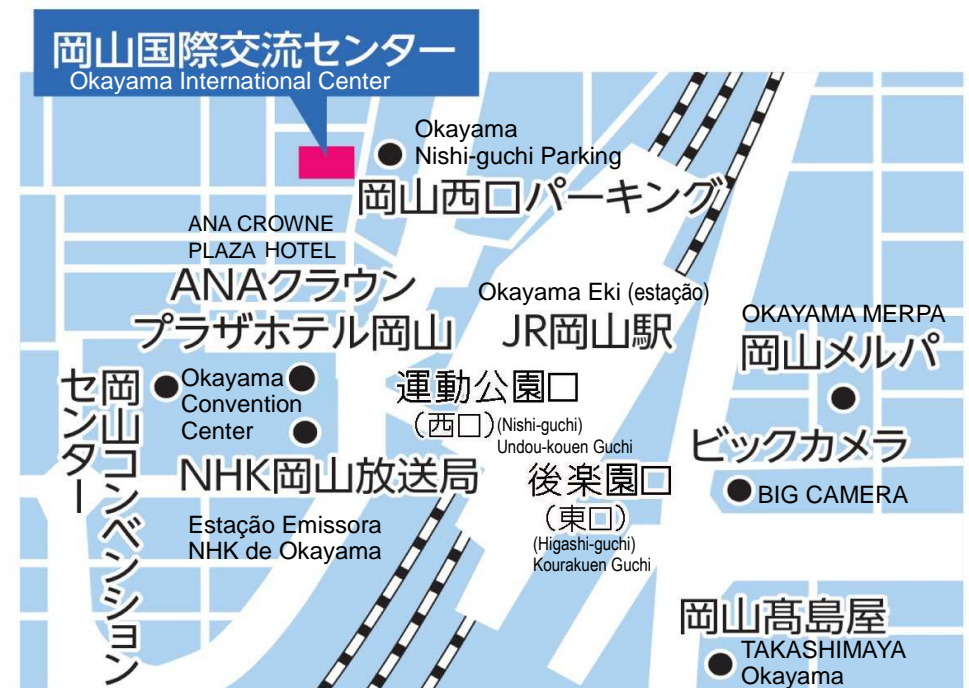 岡山国際交流センター
Okayama International Center
Okayama
Nishi-guchi Parking
岡山西口パーキング
ANA CROWNE
PLAZA HOTEL
ANAクラウン
プラザホテル岡山
Okayama Eki (estação)
JR岡山駅
OKAYAMA MERPA
岡山メルパ
岡山コンベンション
センター
Okayama
Convention
Center
運動公園口
(西口)(Nishi-guchi)
Undou-kouen Guchi
ビックカメラ
BIG CAMERA
NHK岡山放送局
Estação Emissora
NHK de Okayama
後楽園口
(東口)
(Higashi-guchi)
Kourakuen Guchi
岡山髙島屋
TAKASHIMAYA
Okayama